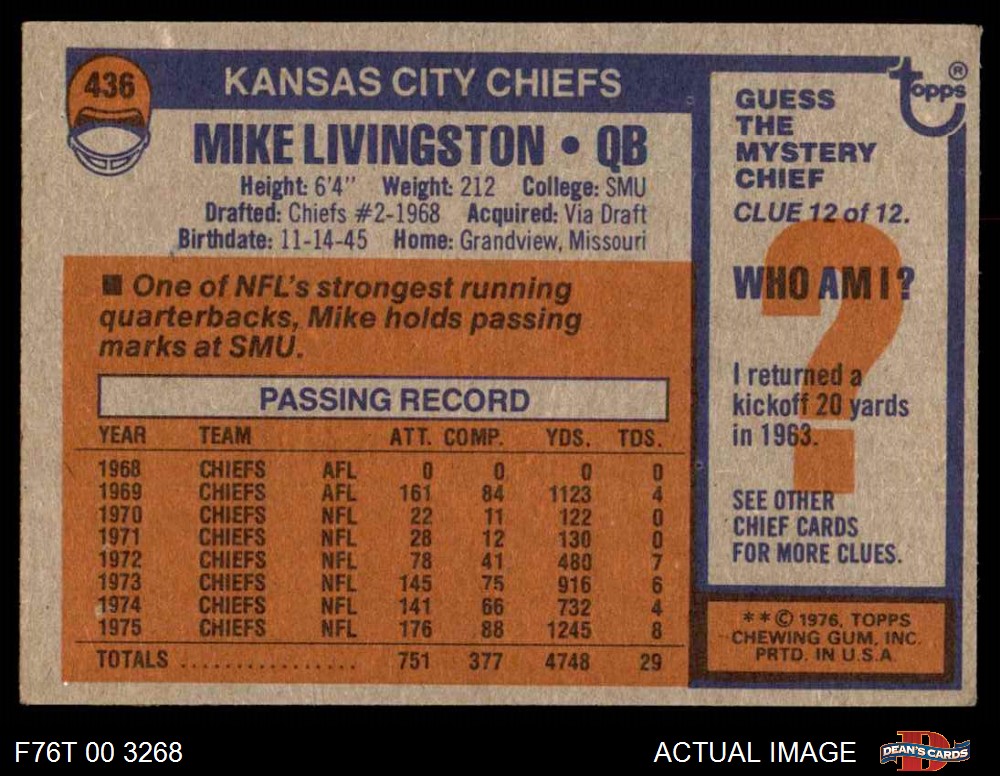 436
KANSAS CITY CHIEFS
MIKE LIVINGSTON • QB
Height: 6'4" Weight: 212 College: SMU
Drafted: Chiefs #2-1968 Acquired: Via Draft
Birthdate: 11-14-45 Home: Grandview, Missouri
■ One of NFL's strongest running
quarterbacks, Mike holds passing
marks at SMU.
PASSING RECORD
YEAR TEAM ATT. COMP. YDS. TDS.
1968 CHIEFS AFL 0 0 0 0
1969 CHIEFS AFL 161 84 1123 4
1970 CHIEFS NFL 22 11 122 0
1971 CHIEFS NFL 28 12 130 0
1972 CHIEFS NFL 78 41 480 7
1973 CHIEFS NFL 145 75 916 6
1974 CHIEFS NFL 141 66 732 4
1975 CHIEFS NFL 176 88 1245 8
TOTALS ................ 751 377 4748 29
topps®
GUESS
THE
MYSTERY
CHIEF
CLUE 12 of 12.
?
WHO AM I?
I returned a
kickoff 20 yards
in 1963.
SEE OTHER
CHIEF CARDS
FOR MORE CLUES.
**© 1976, TOPPS
CHEWING GUM, INC.
PRTD. IN U.S.A.
F76T 00 3268
ACTUAL IMAGE
D
DEAN'S CARDS